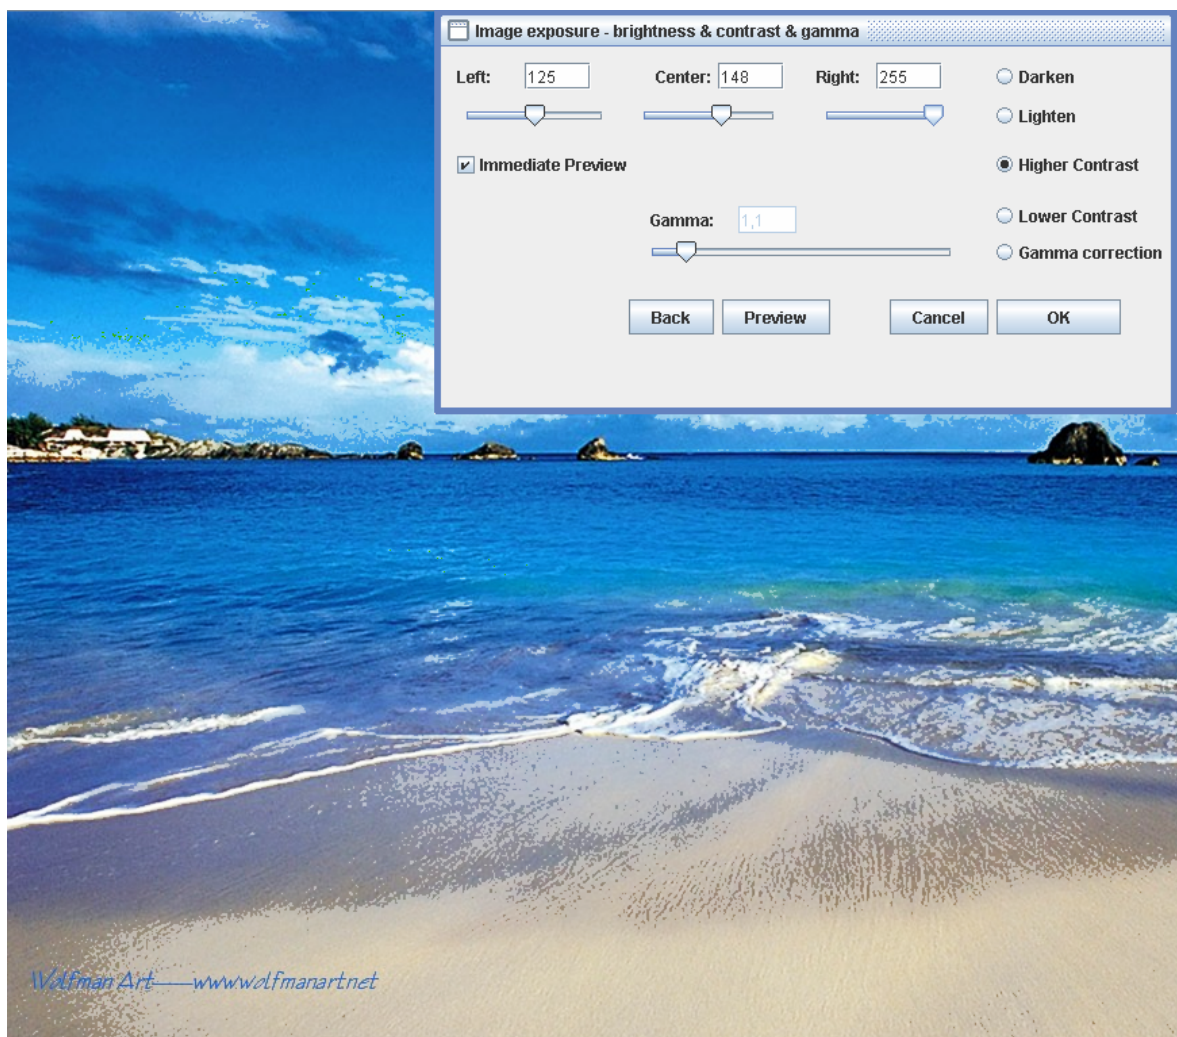 Image exposure - brightness & contrast & gamma
Left: 125 Center: 148 Right: 255 Darken
Lighten
Immediate Preview Higher Contrast
Gamma: 1,1 Lower Contrast
Gamma correction
Back Preview Cancel OK
Wolfman Art-----www.wolfmanart.net